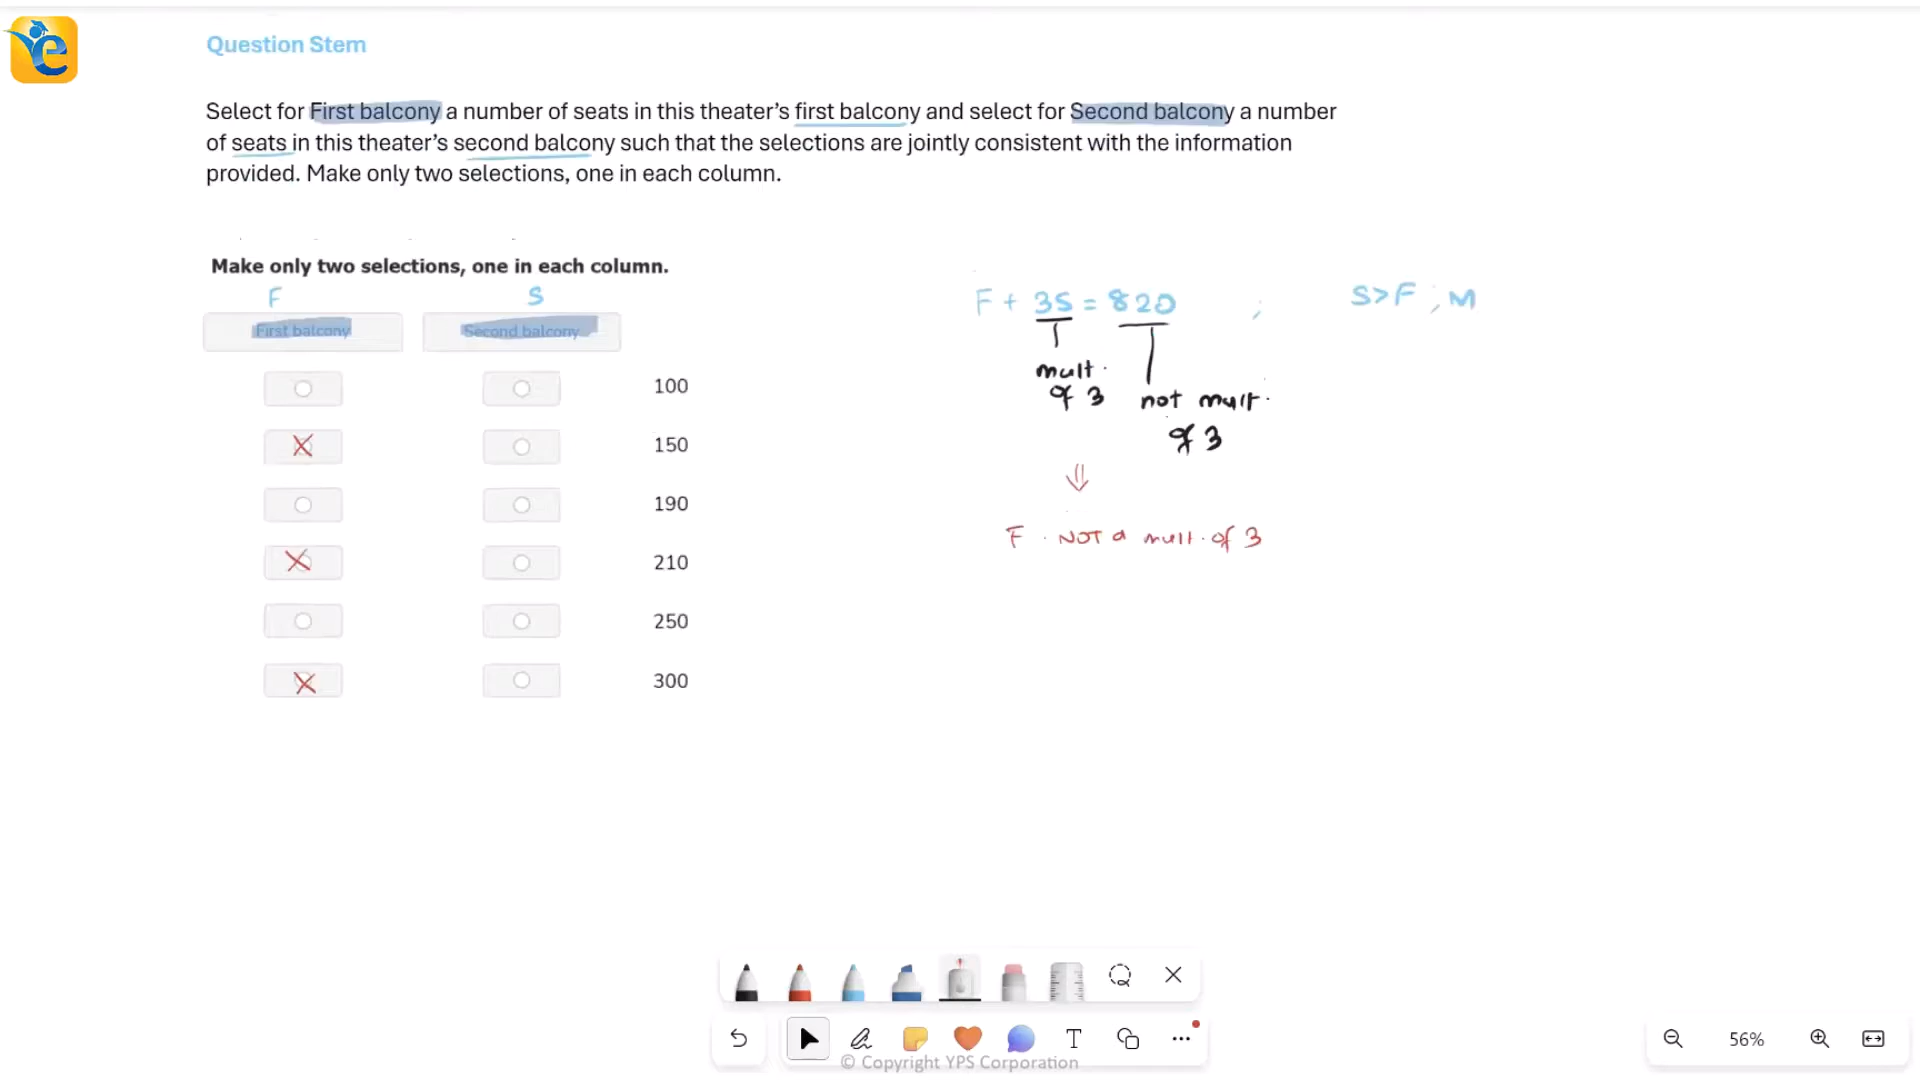 Question Stem
Select for First balcony a number of seats in this theater’s first balcony and select for Second balcony a number
of seats in this theater’s second balcony such that the selections are jointly consistent with the information
provided. Make only two selections, one in each column.
Make only two selections, one in each column.
F S
First balcony Second balcony
100
150
190
210
250
300
F + 3S = 820 ; S>F ; M
mult.
of 3
not mult.
of 3
F . NOT a mult. of 3
T
56%
© Copyright YPS Corporation